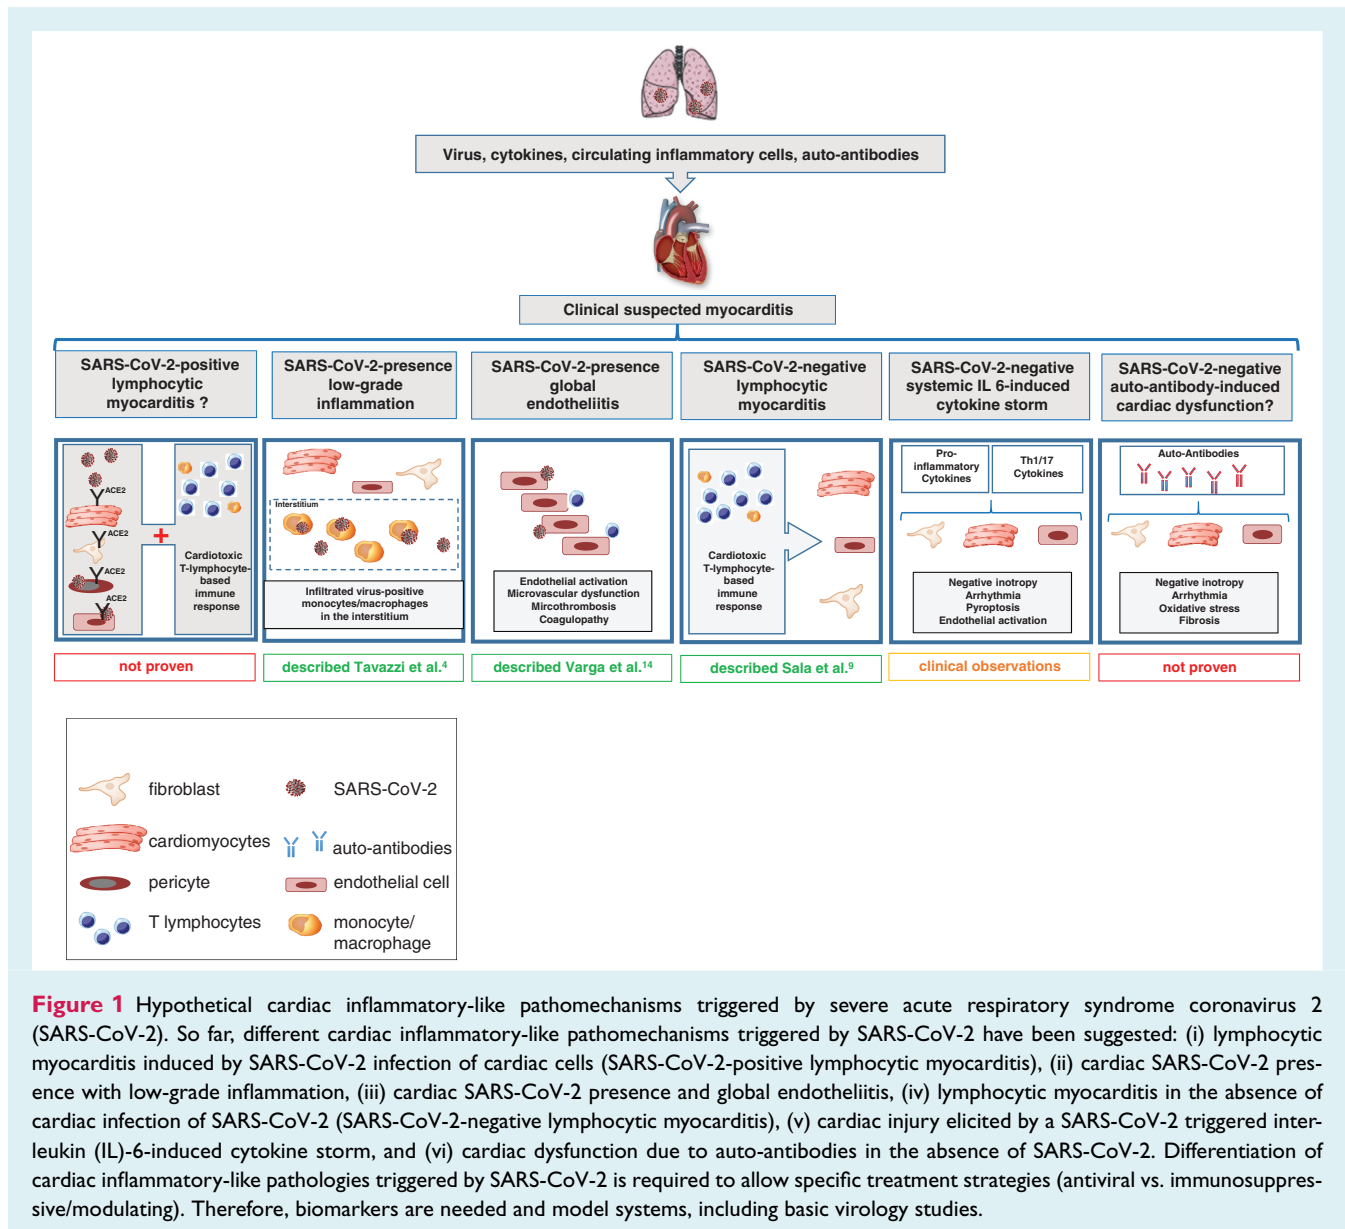 Virus, cytokines, circulating inflammatory cells, auto-antibodies
Clinical suspected myocarditis
SARS-CoV-2-positive
lymphocytic
myocarditis ?
SARS-CoV-2-presence
low-grade
inflammation
SARS-CoV-2-presence
global
endotheliitis
SARS-CoV-2-negative
lymphocytic
myocarditis
SARS-CoV-2-negative
systemic IL 6-induced
cytokine storm
SARS-CoV-2-negative
auto-antibody-induced
cardiac dysfunction?
ACE2
ACE2
ACE2
ACE2
+
Cardiotoxic
T-lymphocyte-
based
immune
response
Interstitium
Infiltrated virus-positive
monocytes/macrophages
in the interstitium
Endothelial activation
Microvascular dysfunction
Mircothrombosis
Coagulopathy
Cardiotoxic
T-lymphocyte-
based
immune
response
Pro-
inflammatory
Cytokines
Th1/17
Cytokines
Negative inotropy
Arrhythmia
Pyroptosis
Endothelial activation
Auto-Antibodies
Negative inotropy
Arrhythmia
Oxidative stress
Fibrosis
not proven
described Tavazzi et al.4
described Varga et al.14
described Sala et al.9
clinical observations
not proven
fibroblast
SARS-CoV-2
cardiomyocytes
auto-antibodies
pericyte
endothelial cell
T lymphocytes
monocyte/
macrophage
Figure 1 Hypothetical cardiac inflammatory-like pathomechanisms triggered by severe acute respiratory syndrome coronavirus 2
(SARS-CoV-2). So far, different cardiac inflammatory-like pathomechanisms triggered by SARS-CoV-2 have been suggested: (i) lymphocytic
myocarditis induced by SARS-CoV-2 infection of cardiac cells (SARS-CoV-2-positive lymphocytic myocarditis), (ii) cardiac SARS-CoV-2 pres-
ence with low-grade inflammation, (iii) cardiac SARS-CoV-2 presence and global endotheliitis, (iv) lymphocytic myocarditis in the absence of
cardiac infection of SARS-CoV-2 (SARS-CoV-2-negative lymphocytic myocarditis), (v) cardiac injury elicited by a SARS-CoV-2 triggered inter-
leukin (IL)-6-induced cytokine storm, and (vi) cardiac dysfunction due to auto-antibodies in the absence of SARS-CoV-2. Differentiation of
cardiac inflammatory-like pathologies triggered by SARS-CoV-2 is required to allow specific treatment strategies (antiviral vs. immunosuppres-
sive/modulating). Therefore, biomarkers are needed and model systems, including basic virology studies.